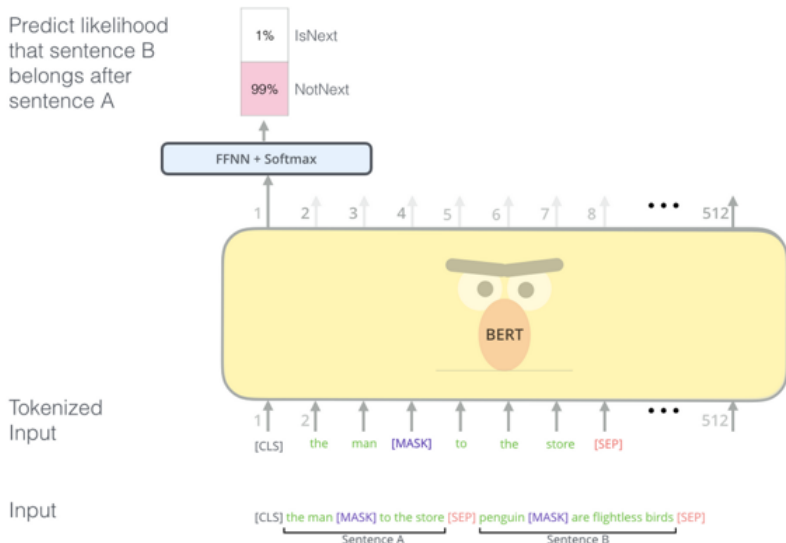 Predict likelihood
that sentence B
belongs after
sentence A
1% IsNext
99% NotNext
FFNN + Softmax
1 2 3 4 5 6 7 8 ••• 512
BERT
Tokenized
Input
1 2 ••• 512
[CLS] the man [MASK] to the store [SEP]
Input
[CLS] the man [MASK] to the store [SEP] penguin [MASK] are flightless birds [SEP]
Sentence A Sentence B